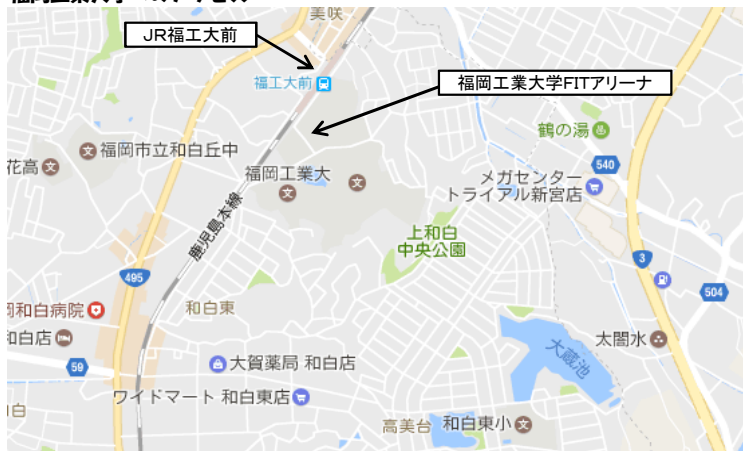 美咲
JR福工大前
福工大前
福岡工業大学FITアリーナ
鶴の湯
福岡市立和白丘中
花高
福岡工業大
540
メガセンター
トライアル新宮店
鹿児島本線
上和白
中央公園
3
495
504
和白病院
和白東
和白店
太閤水
大蔵池
59
大賀薬局 和白店
ワイドマート 和白東店
白
高美台
和白東小